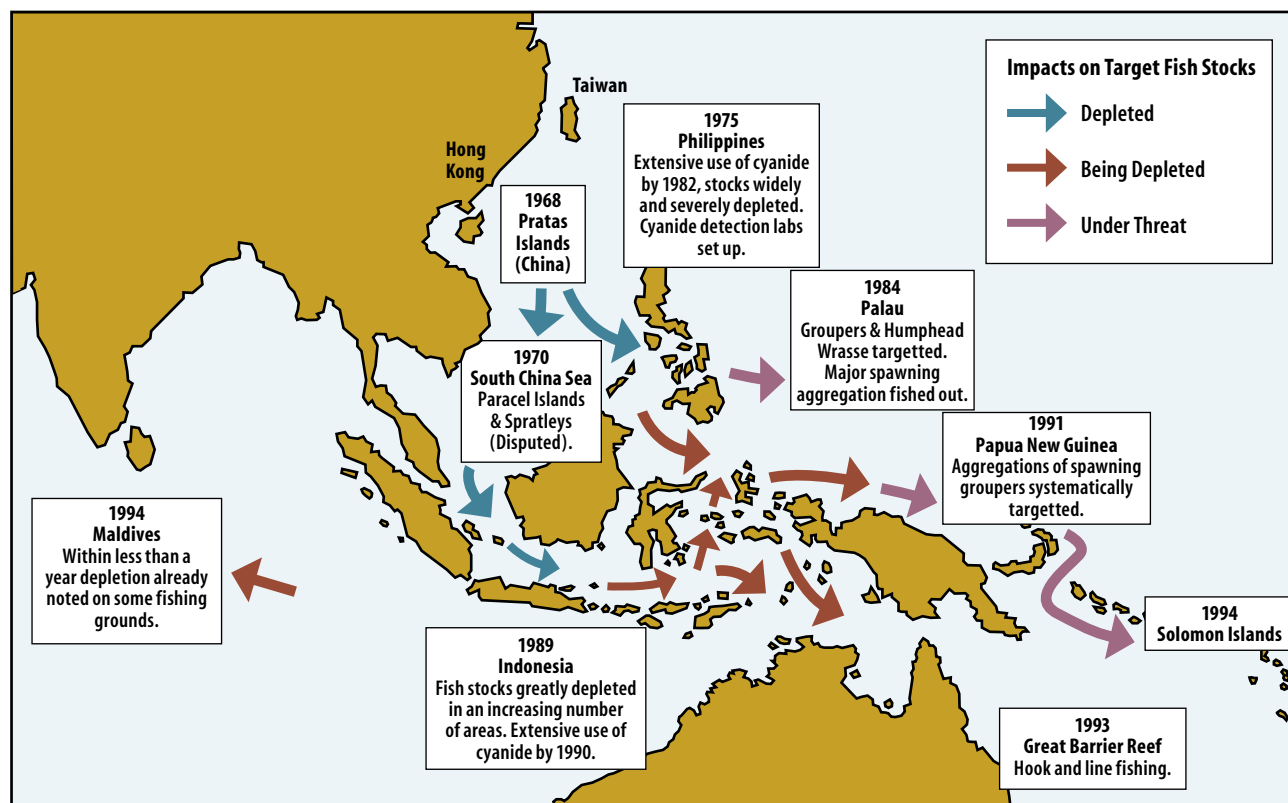 Taiwan
Hong
Kong
1968
Pratas
Islands
(China)
1975
Philippines
Extensive use of cyanide
by 1982, stocks widely
and severely depleted.
Cyanide detection labs
set up.
Impacts on Target Fish Stocks
Depleted
Being Depleted
Under Threat
1984
Palau
Groupers & Humphead
Wrasse targetted.
Major spawning
aggregation fished out.
1970
South China Sea
Paracel Islands
& Spratleys
(Disputed).
1991
Papua New Guinea
Aggregations of spawning
groupers systematically
targetted.
1994
Maldives
Within less than a
year depletion already
noted on some fishing
grounds.
1994
Solomon Islands
1989
Indonesia
Fish stocks greatly depleted
in an increasing number
of areas. Extensive use of
cyanide by 1990.
1993
Great Barrier Reef
Hook and line fishing.